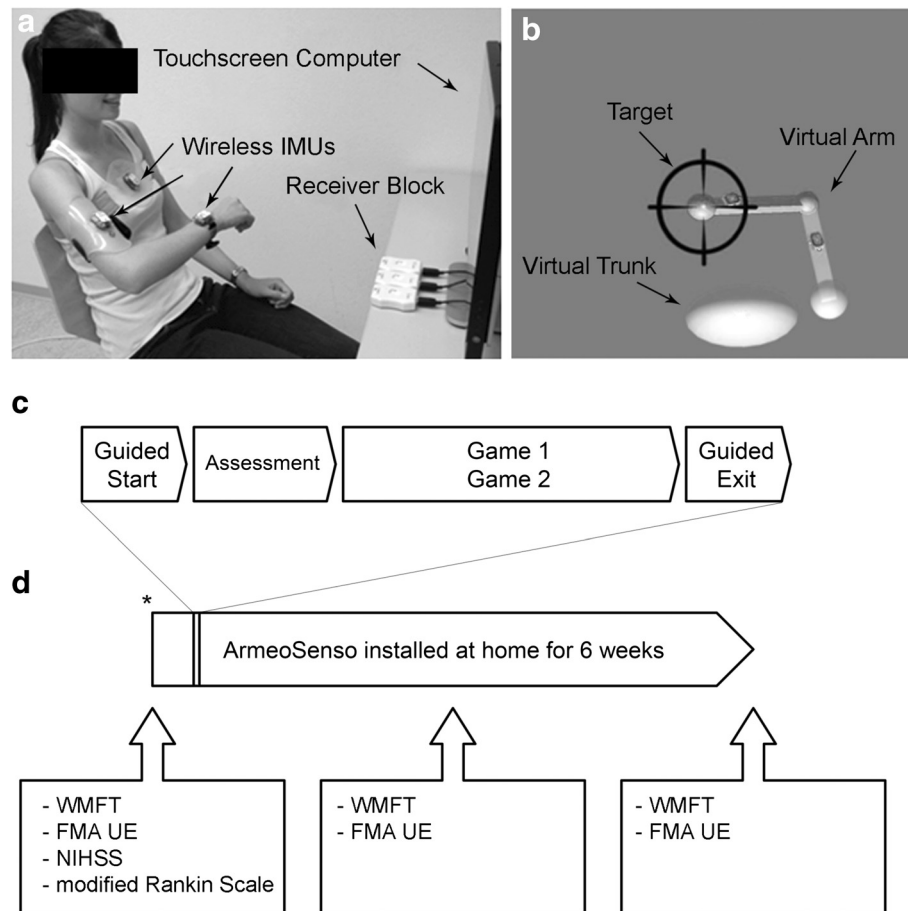 a
Touchscreen Computer
Wireless IMUs
Receiver Block
b
Target
Virtual Arm
Virtual Trunk
c
Guided
Start
Assessment
Game 1
Game 2
Guided
Exit
d
*
ArmeoSenso installed at home for 6 weeks
- WMFT
- FMA UE
- NIHSS
- modified Rankin Scale
- WMFT
- FMA UE
- WMFT
- FMA UE